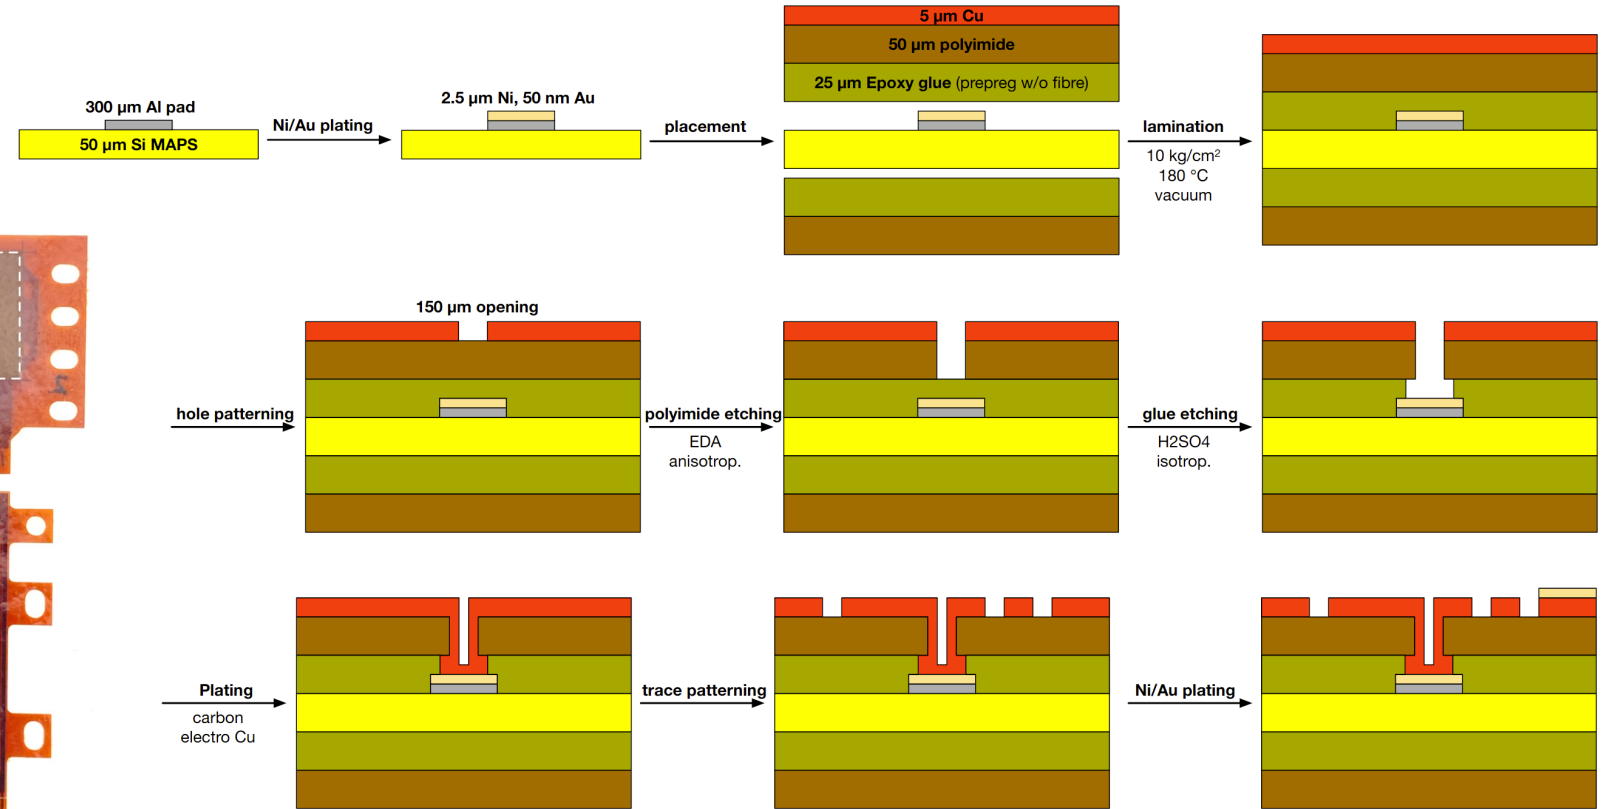 5 µm Cu
50 µm polyimide
25 µm Epoxy glue (prepreg w/o fibre)
300 µm Al pad
50 µm Si MAPS
Ni/Au plating
2.5 µm Ni, 50 nm Au
placement
lamination
10 kg/cm²
180 °C
vacuum
hole patterning
150 µm opening
polyimide etching
EDA
anisotrop.
glue etching
H2SO4
isotrop.
Plating
carbon
electro Cu
trace patterning
Ni/Au plating